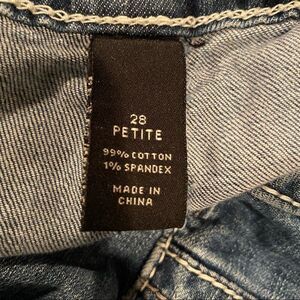 28
PETITE
99% COTTON
1% SPANDEX
MADE IN
CHINA